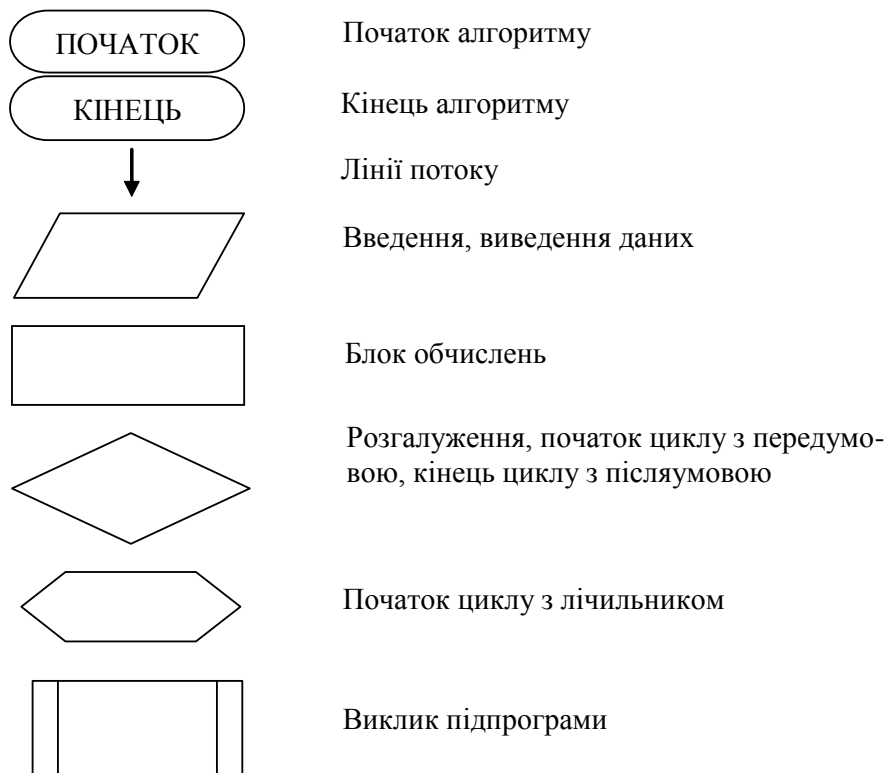 ПОЧАТОК Початок алгоритму
КІНЕЦЬ Кінець алгоритму
Лінії потоку
Введення, виведення даних
Блок обчислень
Розгалуження, початок циклу з передумо-
вою, кінець циклу з післяумовою
Початок циклу з лічильником
Виклик підпрограми